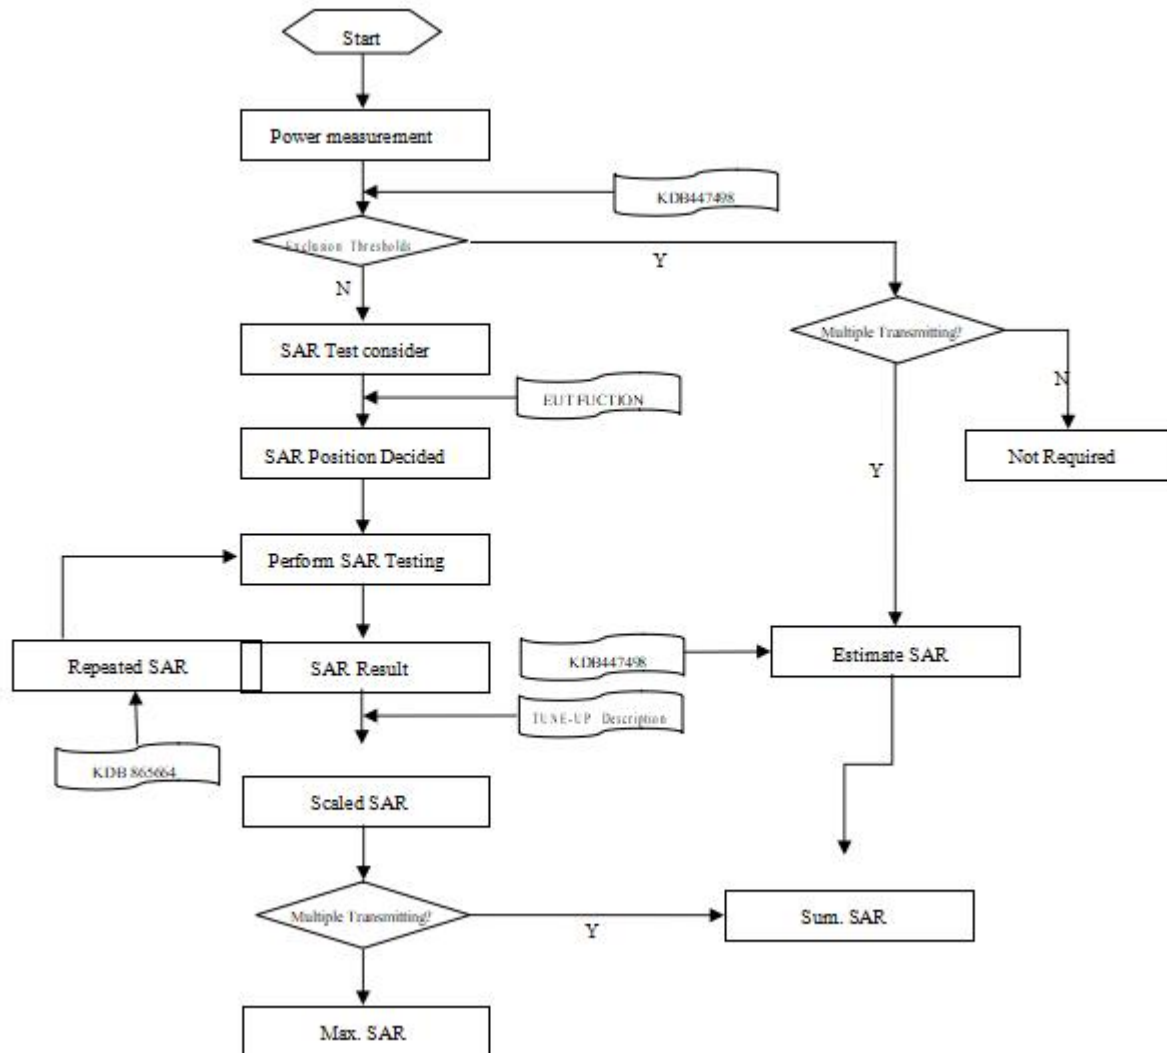 Start
Power measurement
KDB447498
Exclusion Thresholds
Y
N
Multiple Transmitting?
SAR Test consider
N
EUT FUCTION
SAR Position Decided
Not Required
Y
Perform SAR Testing
Repeated SAR
SAR Result
KDB447498
Estimate SAR
TUNE-UP Description
KDB 865664
Scaled SAR
Multiple Transmitting?
Y
Sum. SAR
Max. SAR